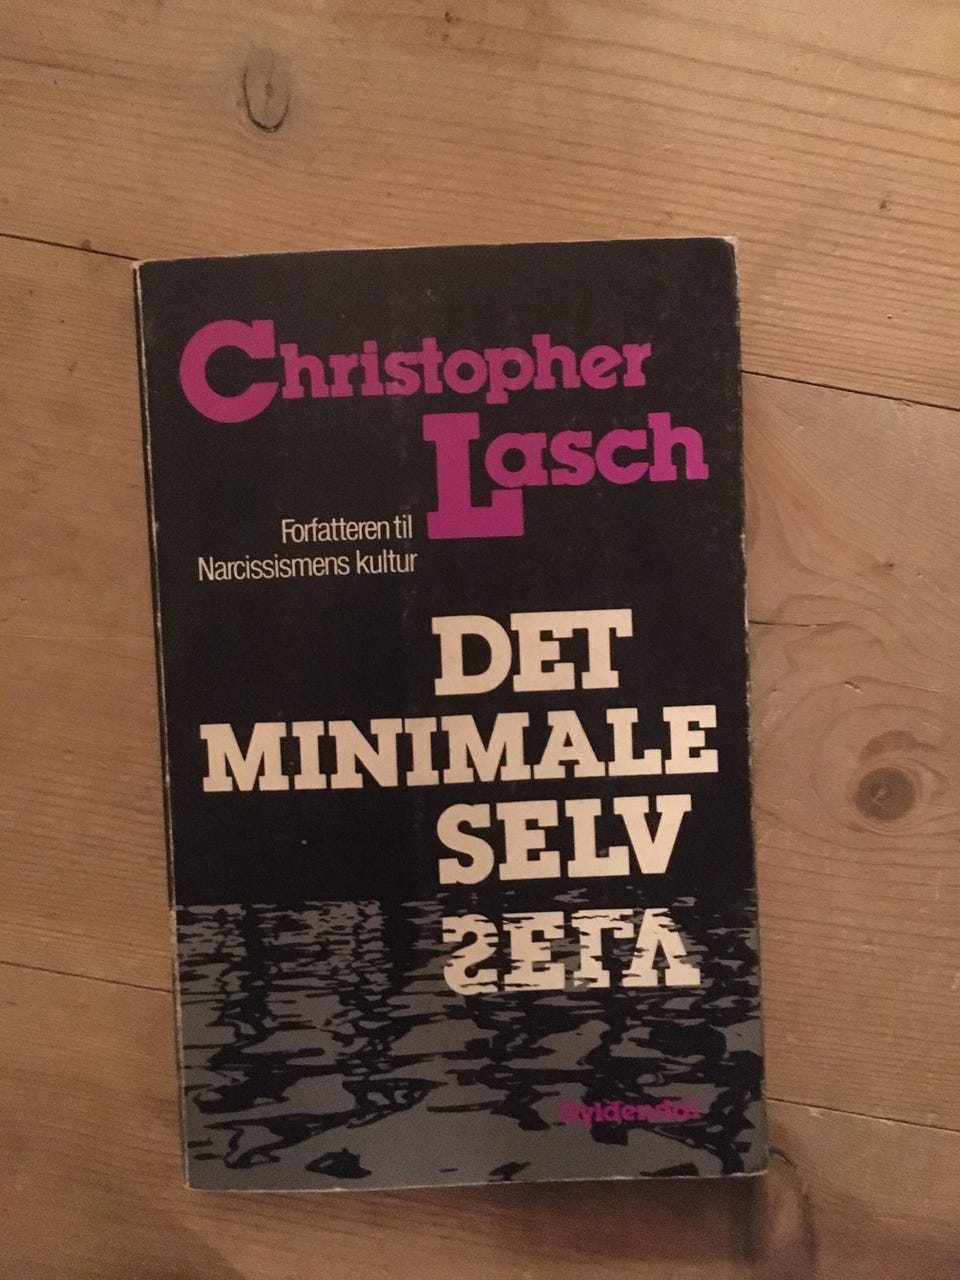 Christopher
Lasch
Forfatteren til
Narcissismens kultur
DET
MINIMALE
SELV
SELV
Gyldendal